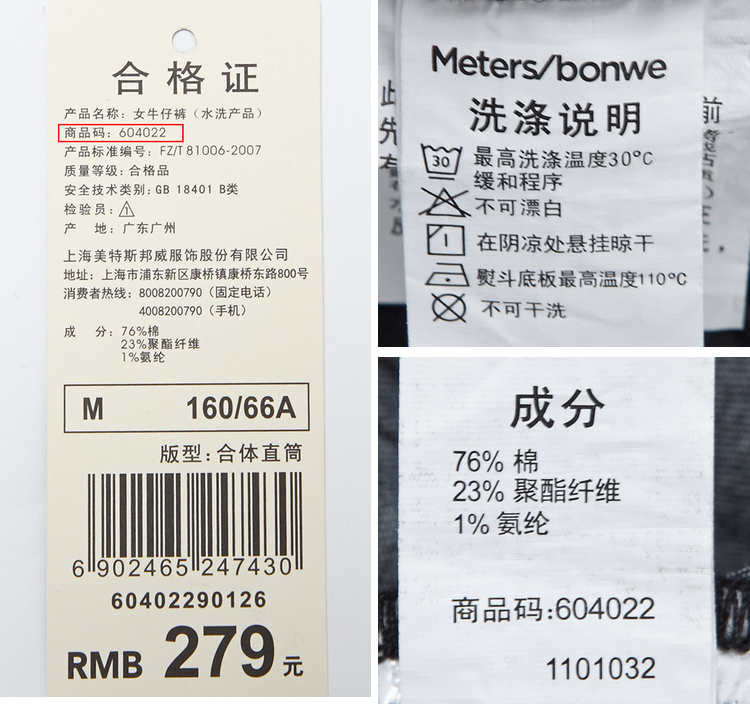 合格证
产品名称：女牛仔裤（水洗产品）
商品码：604022
产品标准编号：FZ/T 81006-2007
质量等级：合格品
安全技术类别：GB 18401 B类
检验员：1
产 地：广东广州
上海美特斯邦威服饰股份有限公司
地址：上海市浦东新区康桥镇康桥东路800号
消费者热线：8008200790（固定电话）
4008200790（手机）
成 分：76%棉
23%聚酯纤维
1%氨纶
M 160/66A
版型：合体直筒
6 902465 247430
60402290126
RMB 279元
Meters/bonwe
洗涤说明
30 最高洗涤温度30°C
缓和程序
不可漂白
在阴凉处悬挂晾干
熨斗底板最高温度110°C
不可干洗
此
先
前
成分
76% 棉
23% 聚酯纤维
1% 氨纶
商品码:604022
1101032